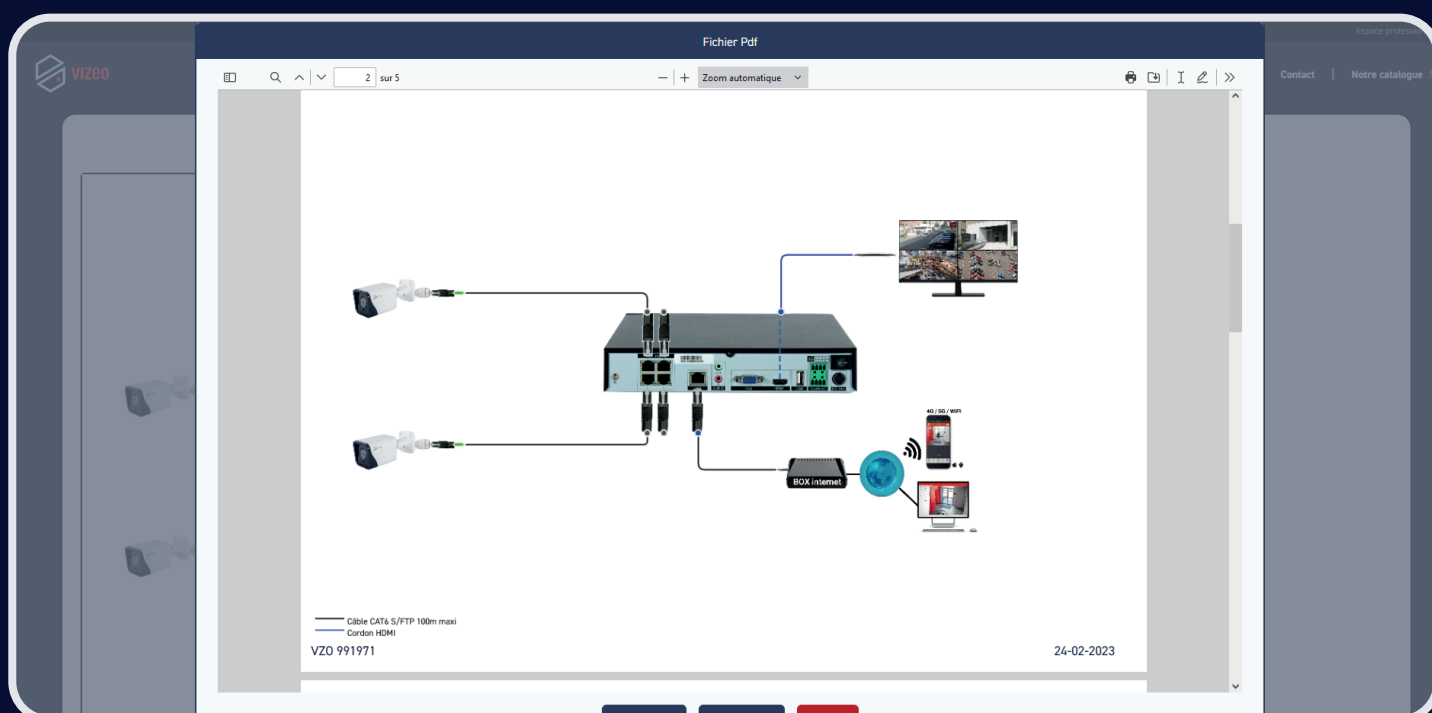 Fichier Pdf
Espace profession
VIZEO
Contact
Notre catalogue
2 sur 5
Zoom automatique
4G / 5G / WIFI
BOX internet
Câble CAT6 S/FTP 100m maxi
Cordon HDMI
VZO 991971
24-02-2023